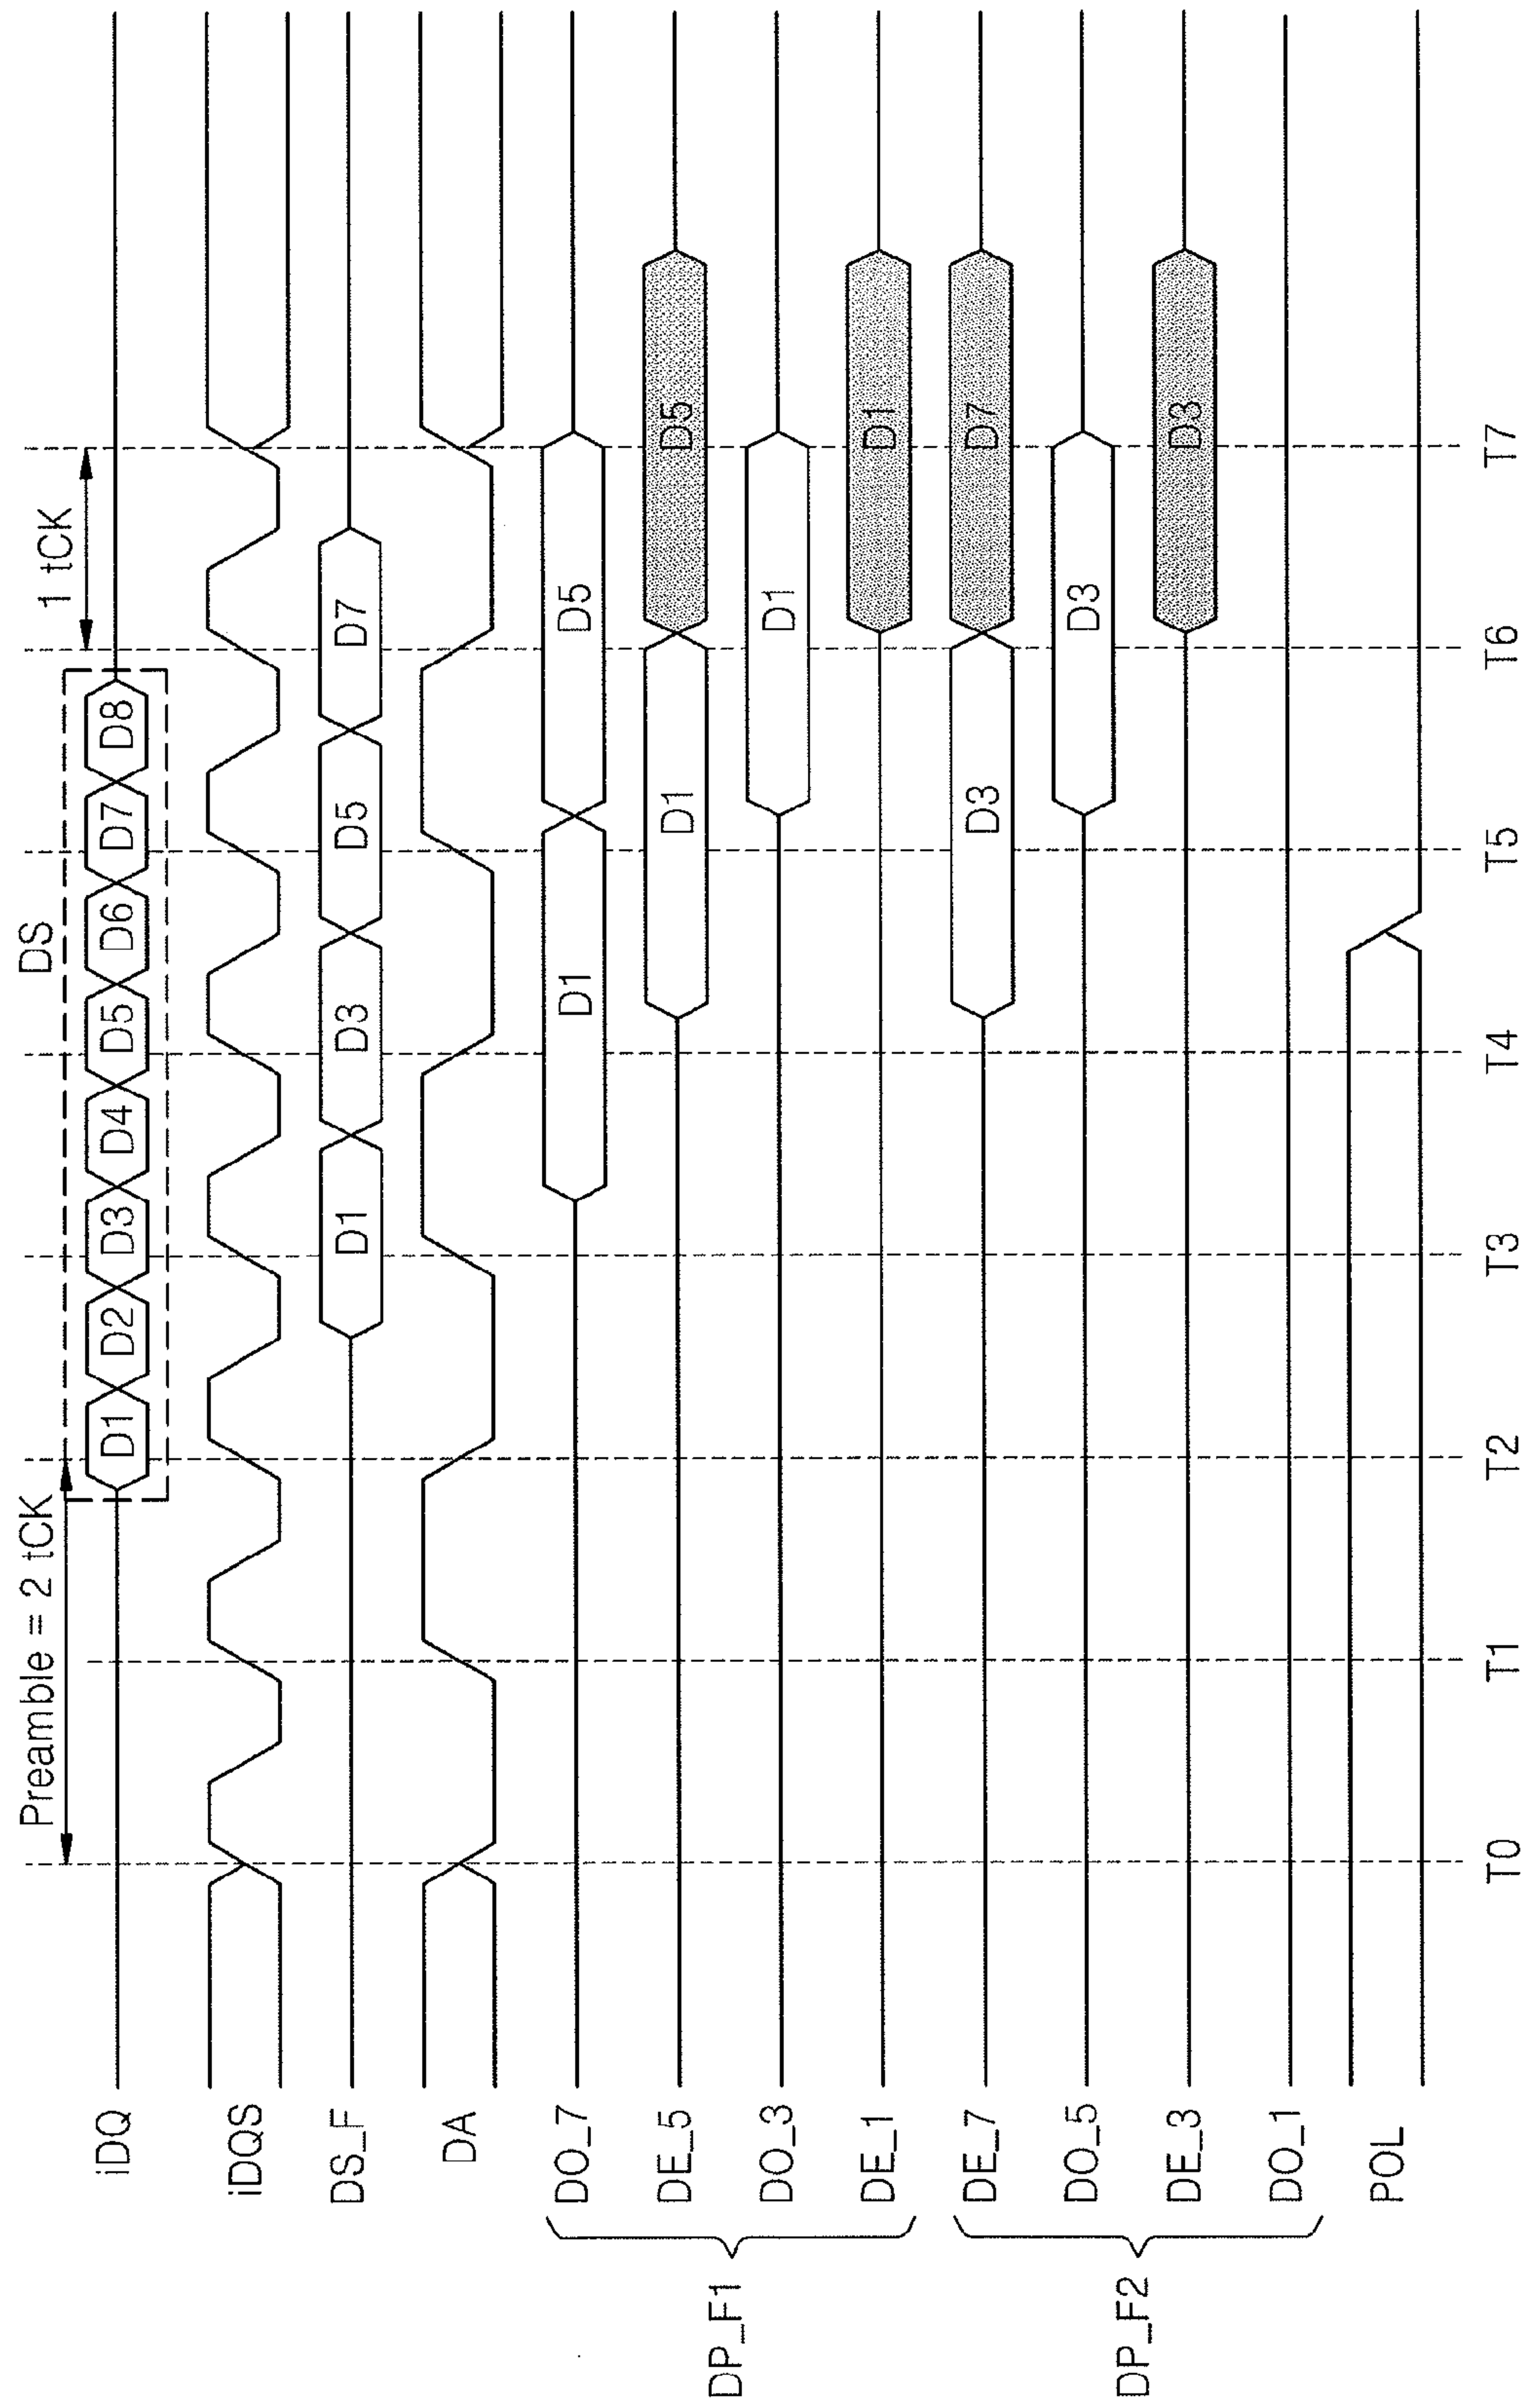 Preamble = 2 tCK
DS
1 tCK
iDQ
D1 D2 D3 D4 D5 D6 D7 D8
iDQS
DS_F
D1 D3 D5 D7
DA
DP_F1
DO_7
D1 D5
DE_5
D1 D5
DO_3
D1
DE_1
D1
DP_F2
DE_7
D3 D7
DO_5
D3
DE_3
D3
DO_1
POL
T0 T1 T2 T3 T4 T5 T6 T7